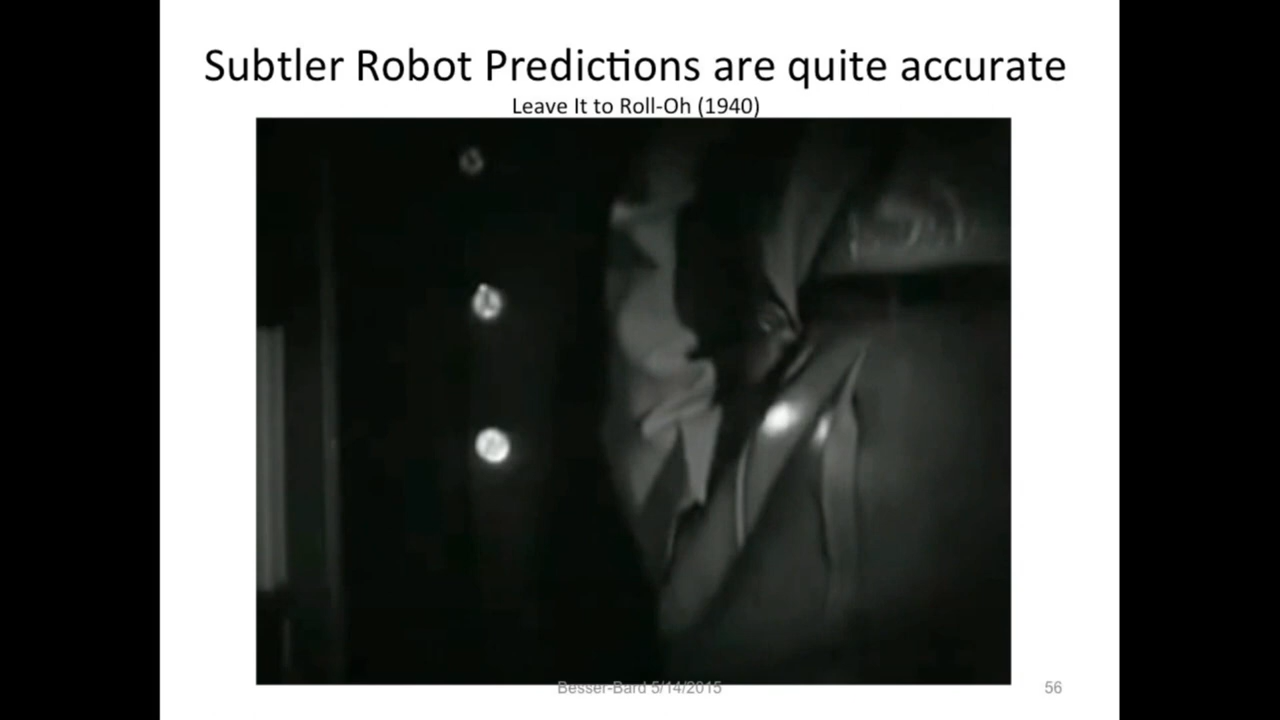 Subtler Robot Predictions are quite accurate
Leave It to Roll-Oh (1940)
Besser-Bard 5/14/2015
56